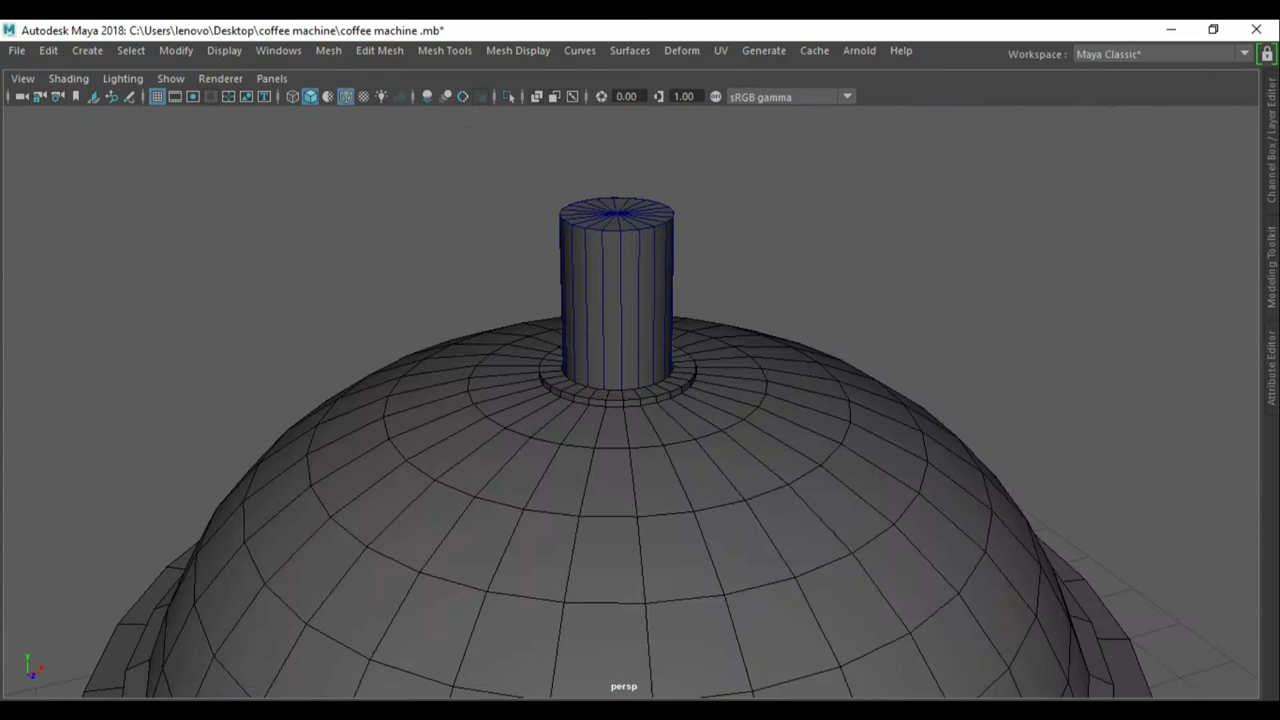 Autodesk Maya 2018: C:\Users\lenovo\Desktop\coffee machine\coffee machine .mb*
File Edit Create Select Modify Display Windows Mesh Edit Mesh Mesh Tools Mesh Display Curves Surfaces Deform UV Generate Cache Arnold Help Workspace : Maya Classic*
View Shading Lighting Show Renderer Panels
0.00 1.00 sRGB gamma
Channel Box / Layer Editor
Modeling Toolkit
Attribute Editor
y
x
z
persp